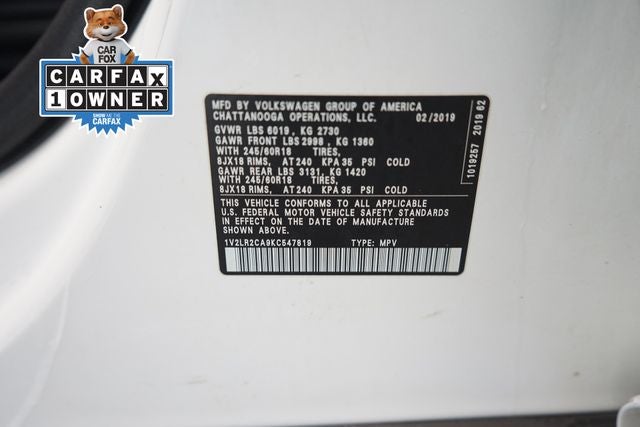 CAR
FOX
CARFAX
1 OWNER
SHOW ME THE
CARFAX
MFD BY VOLKSWAGEN GROUP OF AMERICA
CHATTANOOGA OPERATIONS, LLC. 02/2019
GVWR LBS 6019 , KG 2730
GAWR FRONT LBS 2998 , KG 1360
WITH 245/60R18 TIRES,
8JX18 RIMS, AT 240 KPA 35 PSI COLD
GAWR REAR LBS 3131, KG 1420
WITH 245/60R18 TIRES,
8JX18 RIMS, AT 240 KPA 35 PSI COLD
THIS VEHICLE CONFORMS TO ALL APPLICABLE
U.S. FEDERAL MOTOR VEHICLE SAFETY STANDARDS
IN EFFECT ON THE DATE OF MANUFACTURE
SHOWN ABOVE.
1V2LR2CA9KC547819 TYPE: MPV
1019257 2019 62